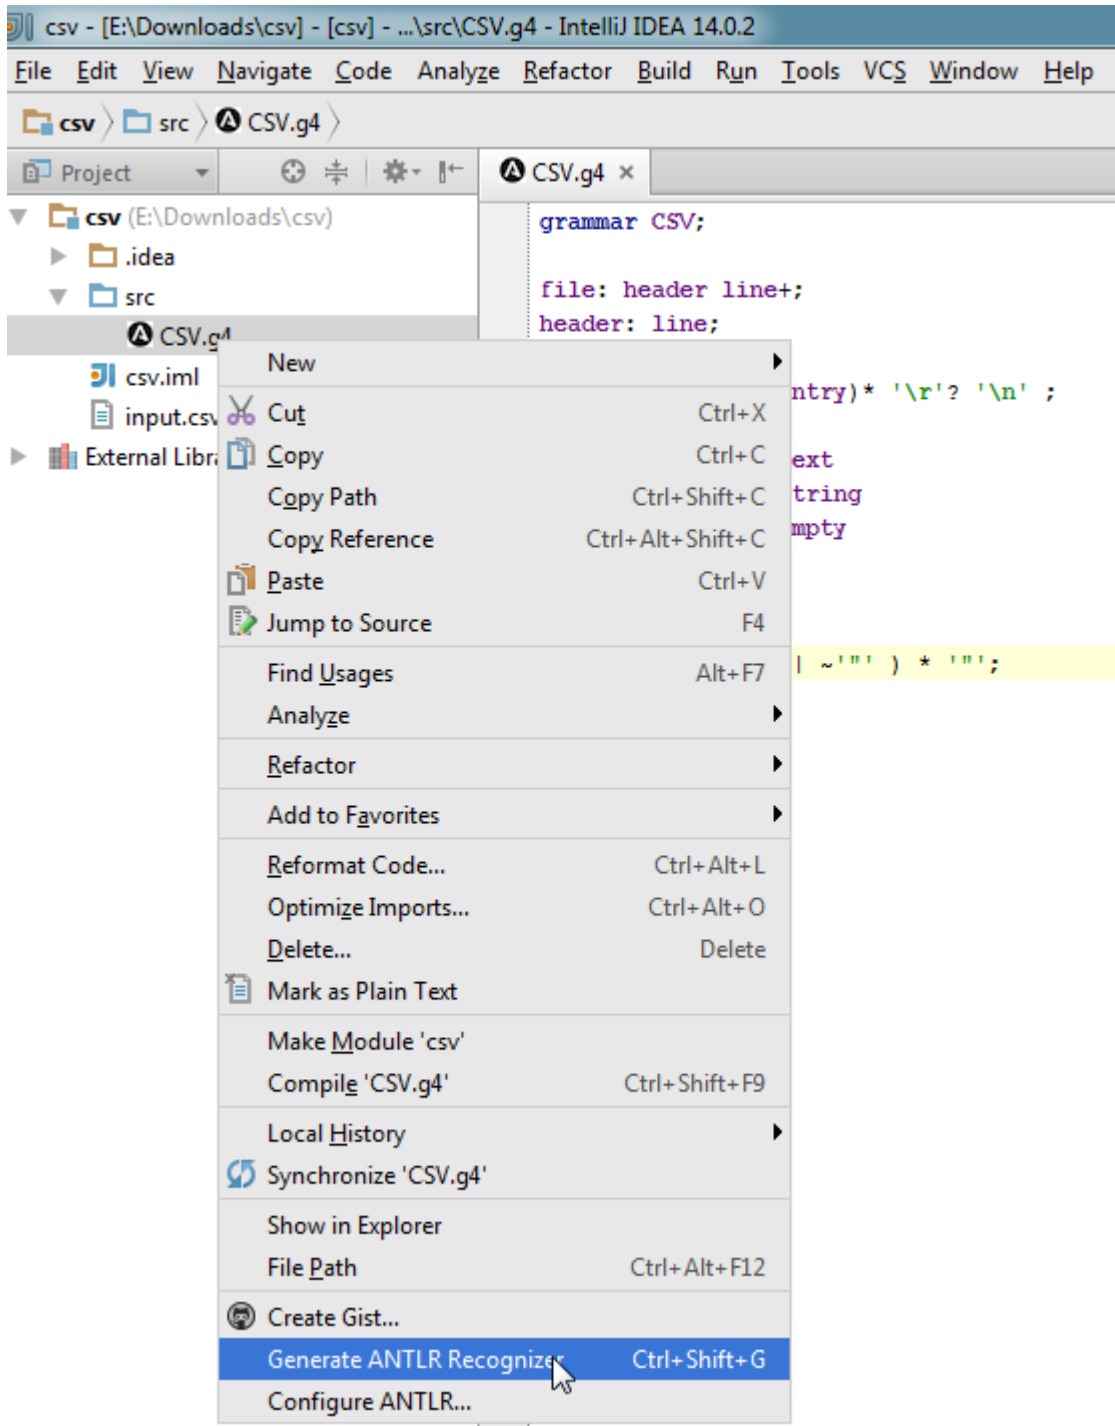 csv - [E:\Downloads\csv] - [csv] - ...\src\CSV.g4 - IntelliJ IDEA 14.0.2
File Edit View Navigate Code Analyze Refactor Build Run Tools VCS Window Help
csv src CSV.g4
Project CSV.g4
csv (E:\Downloads\csv)
.idea
src
CSV.g4
csv.iml
input.csv
External Libra
grammar CSV;
file: header line+;
header: line;
ntry)* '\r'? '\n' ;
ext
tring
mpty
| ~'"' ) * '"';
New
Cut Ctrl+X
Copy Ctrl+C
Copy Path Ctrl+Shift+C
Copy Reference Ctrl+Alt+Shift+C
Paste Ctrl+V
Jump to Source F4
Find Usages Alt+F7
Analyze
Refactor
Add to Favorites
Reformat Code... Ctrl+Alt+L
Optimize Imports... Ctrl+Alt+O
Delete... Delete
Mark as Plain Text
Make Module 'csv'
Compile 'CSV.g4' Ctrl+Shift+F9
Local History
Synchronize 'CSV.g4'
Show in Explorer
File Path Ctrl+Alt+F12
Create Gist...
Generate ANTLR Recognizer Ctrl+Shift+G
Configure ANTLR...